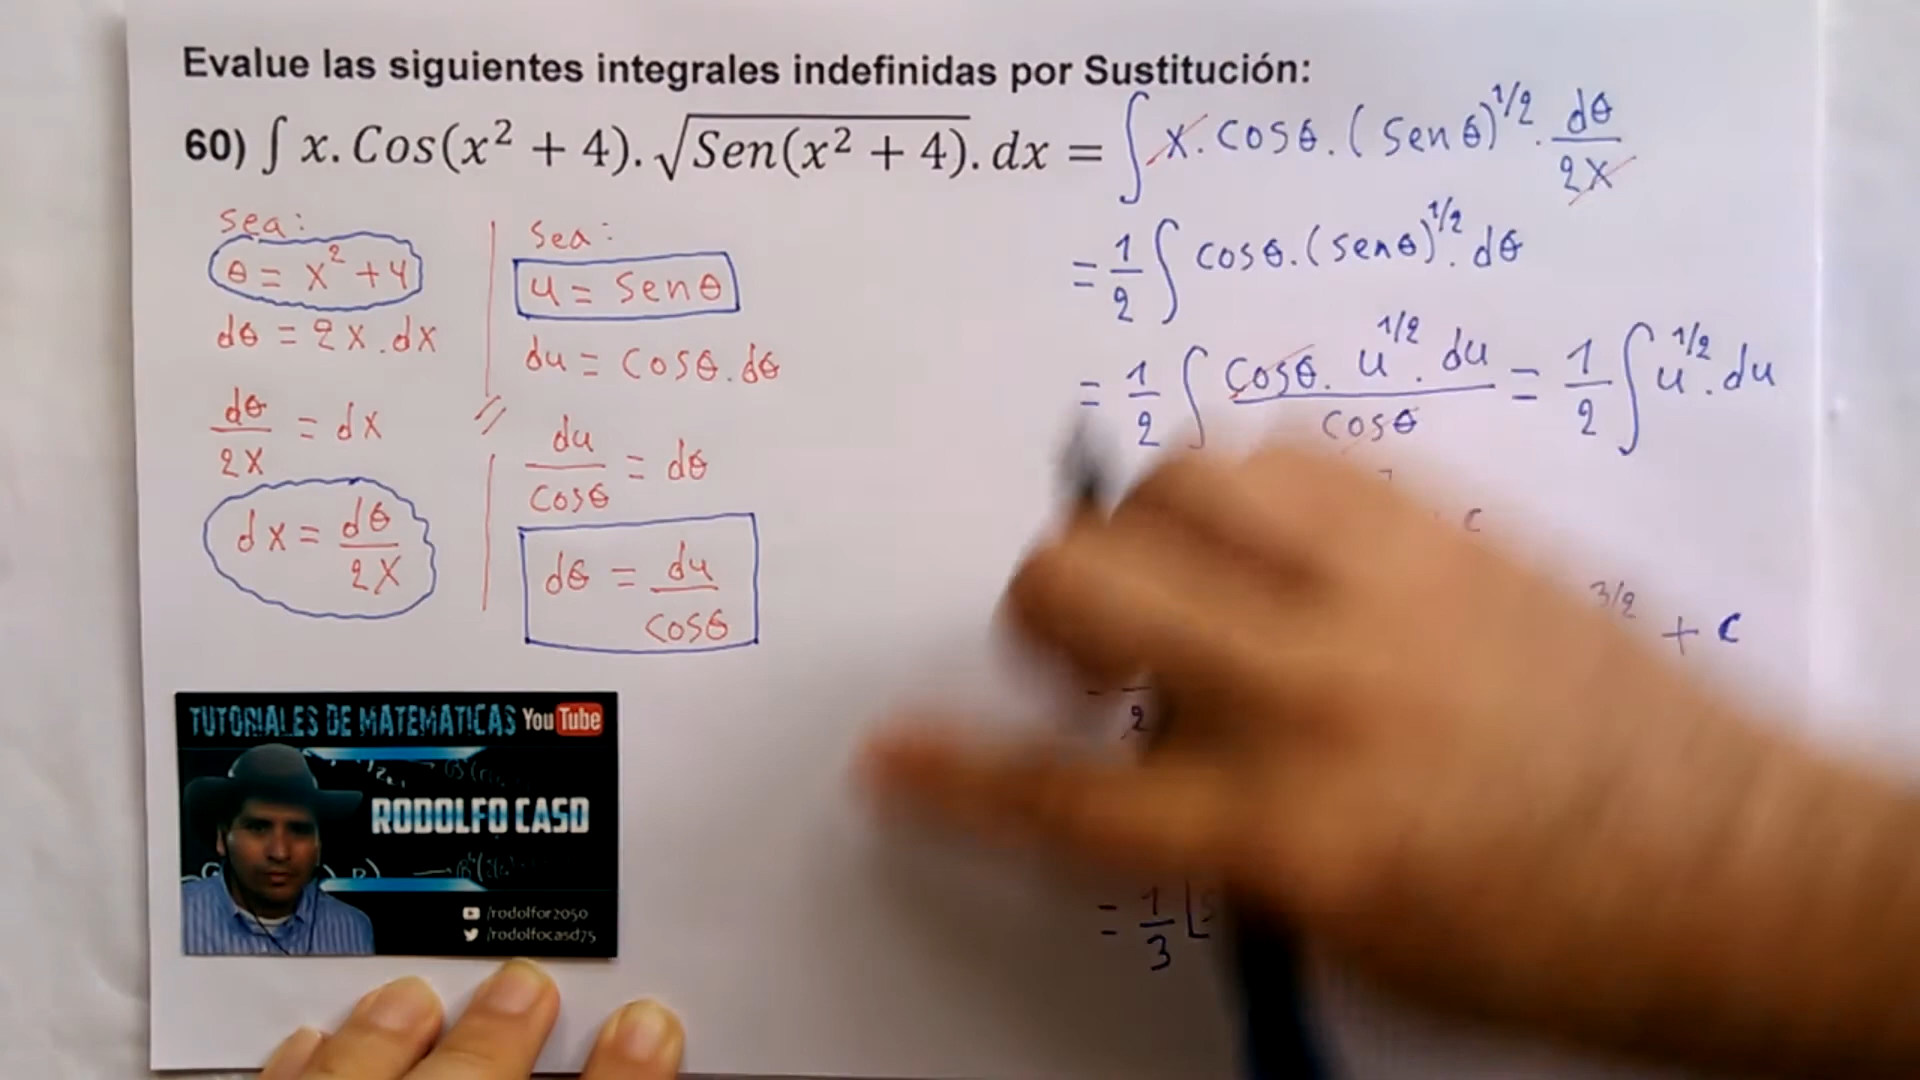 Evalue las siguientes integrales indefinidas por Sustitución:
60) ∫ x. Cos(x² + 4). √Sen(x² + 4). dx = ∫ x. cosθ. (senθ)^1/2 . dθ/2x
= 1/2 ∫ cosθ. (senθ)^1/2 . dθ
= 1/2 ∫ cosθ. u^1/2 . du / cosθ = 1/2 ∫ u^1/2 . du
+ c
3/2 + c
2
= 1/3 [
Sea:
θ = x² + 4
dθ = 2x.dx
dθ/2x = dx
dx = dθ/2x
Sea:
u = senθ
du = cosθ.dθ
du/cosθ = dθ
dθ = du/cosθ
TUTORIALES DE MATEMATICAS YouTube
RODOLFO CASD
/rodolfor2050
/rodolfocasd75